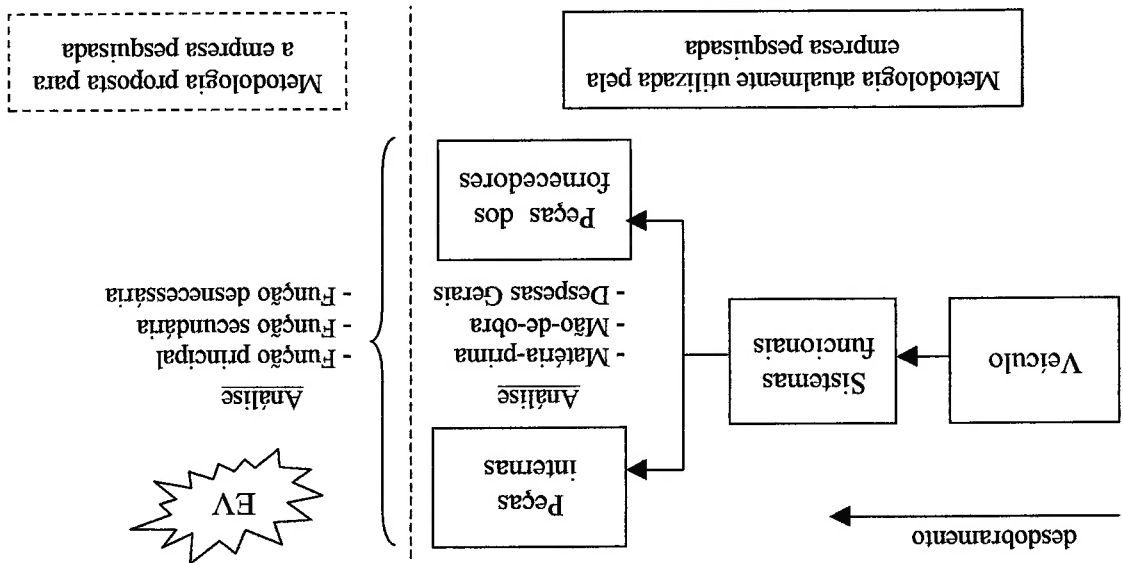 desdobramento
Veículo
Sistemas
funcionais
Peças
internas
Análise
- Matéria-prima
- Mão-de-obra
- Despesas Gerais
Peças dos
fornecedores
EV
Análise
- Função principal
- Função secundária
- Função desnecessária
Metodologia atualmente utilizada pela
empresa pesquisada
Metodologia proposta para
a empresa pesquisada